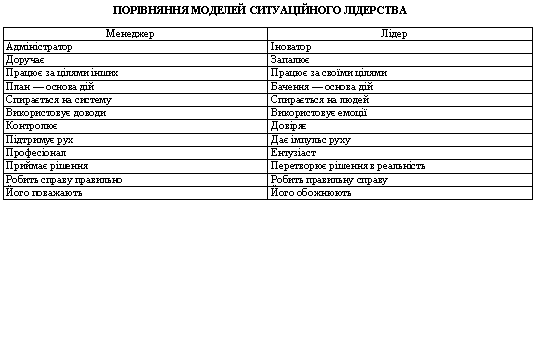 ПОРІВНЯННЯ МОДЕЛЕЙ СИТУАЦІЙНОГО ЛІДЕРСТВА
Менеджер Лідер
Адміністратор Іноватор
Доручає Запалює
Працює за цілями інших Працює за своїми цілями
План — основа дій Бачення — основа дій
Спирається на систему Спирається на людей
Використовує доводи Використовує емоції
Контролює Довіряє
Підтримує рух Дає імпульс руху
Професіонал Ентузіаст
Приймає рішення Перетворює рішення в реальність
Робить справу правильно Робить правильну справу
Його поважають Його обожнюють